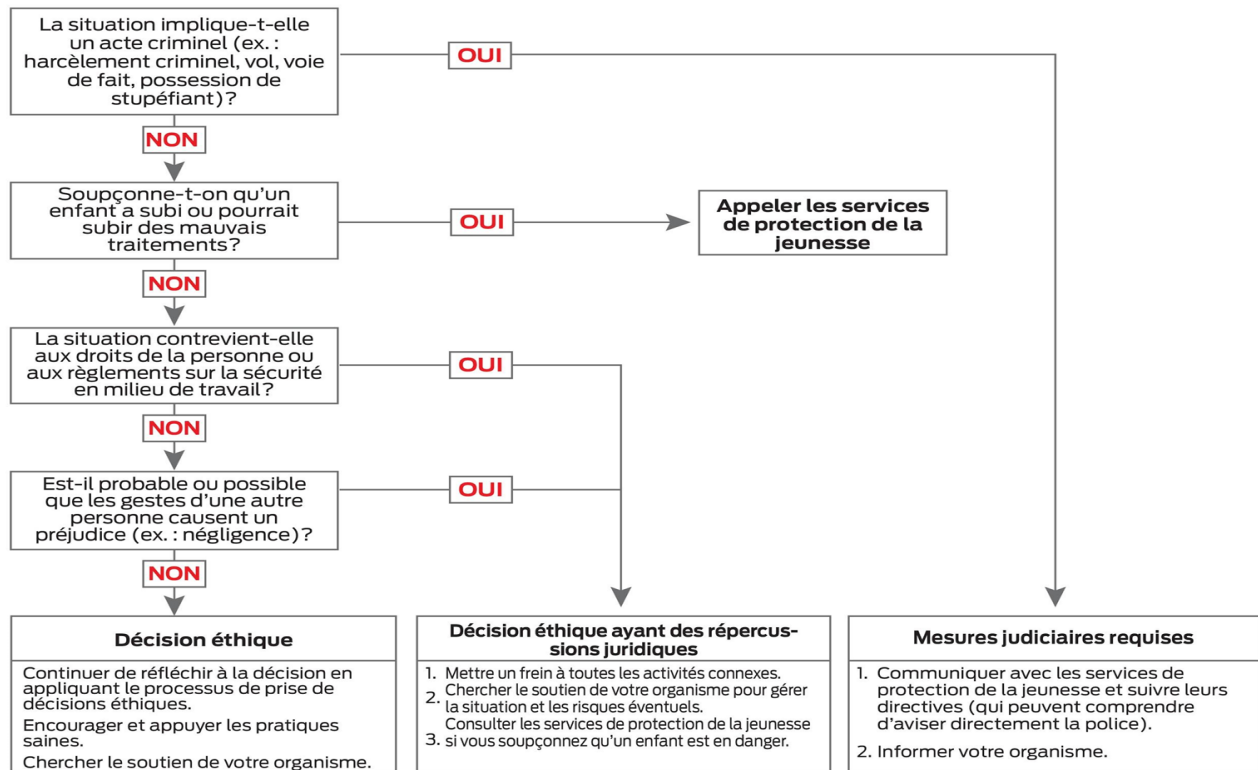 La situation implique-t-elle
un acte criminel (ex. :
harcèlement criminel, vol, voie
de fait, possession de
stupéfiant)?
OUI
NON
Soupçonne-t-on qu'un
enfant a subi ou pourrait
subir des mauvais
traitements?
OUI
Appeler les services
de protection de la
jeunesse
NON
La situation contrevient-elle
aux droits de la personne ou
aux règlements sur la sécurité
en milieu de travail?
OUI
NON
Est-il probable ou possible
que les gestes d'une autre
personne causent un
préjudice (ex. : négligence)?
OUI
NON
Décision éthique
Continuer de réfléchir à la décision en
appliquant le processus de prise de
décisions éthiques.
Encourager et appuyer les pratiques
saines.
Chercher le soutien de votre organisme.
Décision éthique ayant des répercus-
sions juridiques
1. Mettre un frein à toutes les activités connexes.
2. Chercher le soutien de votre organisme pour gérer
la situation et les risques éventuels.
Consulter les services de protection de la jeunesse
3. si vous soupçonnez qu'un enfant est en danger.
Mesures judiciaires requises
1. Communiquer avec les services de
protection de la jeunesse et suivre leurs
directives (qui peuvent comprendre
d'aviser directement la police).
2. Informer votre organisme.